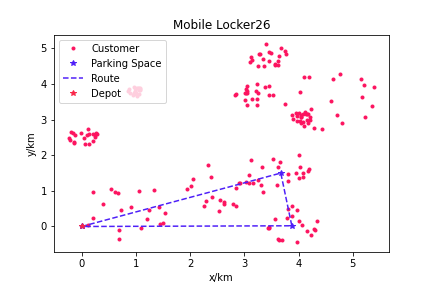 Mobile Locker26
Customer
Parking Space
Route
Depot
y/km
5
4
3
2
1
0
0 1 2 3 4 5
x/km